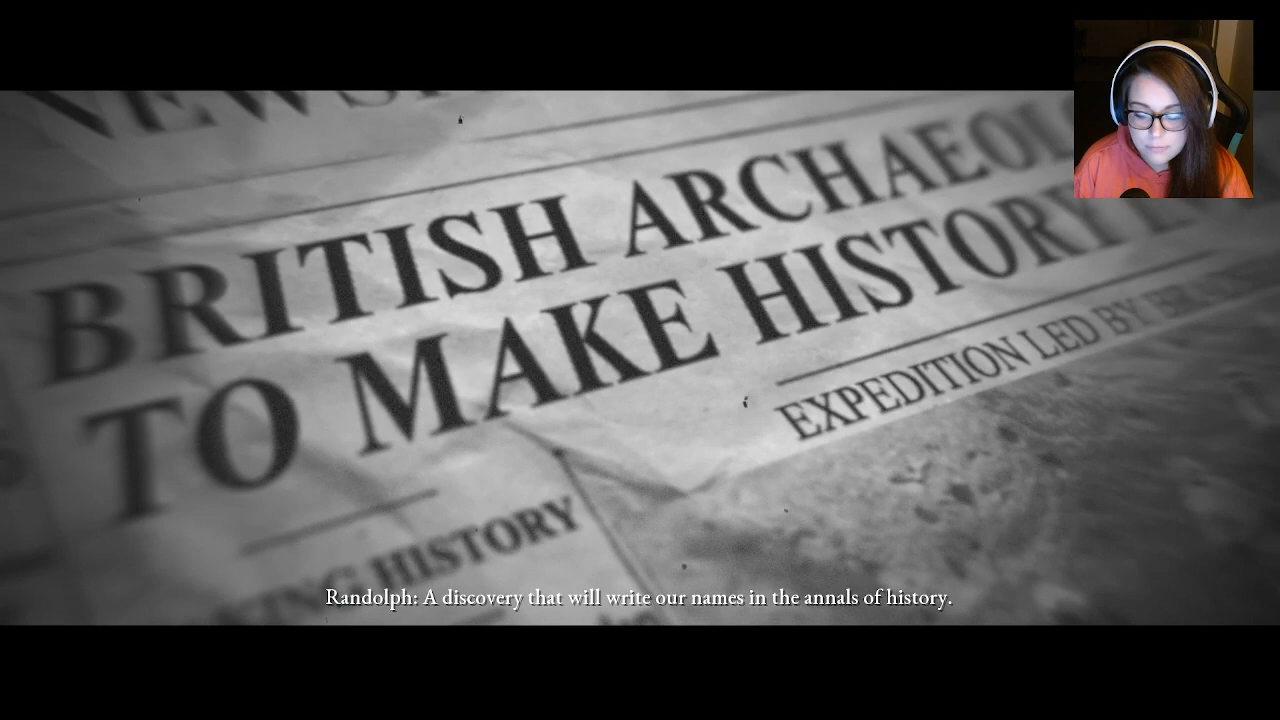 BRITISH ARCHAEOL
TO MAKE HISTORY
EXPEDITION LED BY
HISTORY
Randolph: A discovery that will write our names in the annals of history.